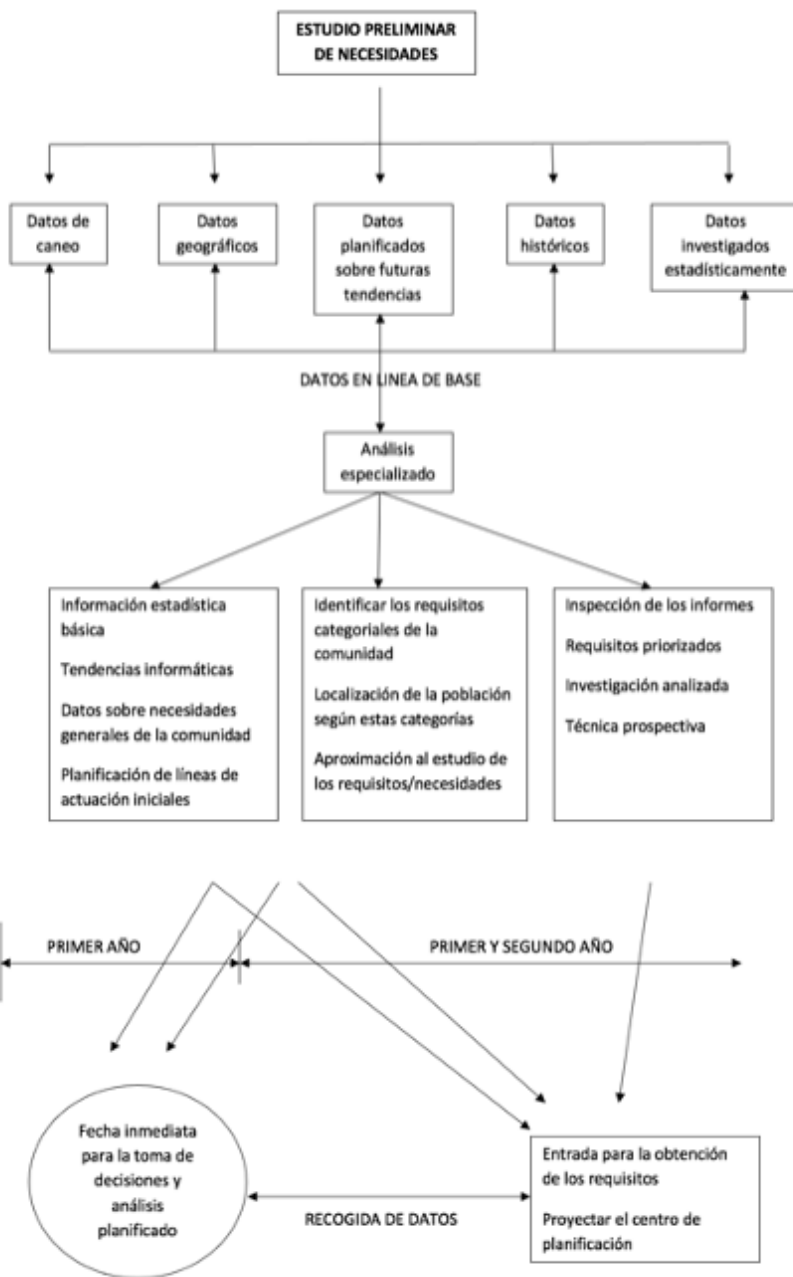 ESTUDIO PRELIMINAR
DE NECESIDADES
Datos de
caneo
Datos
geográficos
Datos
planificados
sobre futuras
tendencias
Datos
históricos
Datos
investigados
estadísticamente
DATOS EN LINEA DE BASE
Análisis
especializado
Información estadística
básica
Tendencias informáticas
Datos sobre necesidades
generales de la comunidad
Planificación de líneas de
actuación iniciales
Identificar los requisitos
categoriales de la
comunidad
Localización de la población
según estas categorías
Aproximación al estudio de
los requisitos/necesidades
Inspección de los informes
Requisitos priorizados
Investigación analizada
Técnica prospectiva
PRIMER AÑO
PRIMER Y SEGUNDO AÑO
Fecha inmediata
para la toma de
decisiones y
análisis
planificado
RECOGIDA DE DATOS
Entrada para la obtención
de los requisitos
Proyectar el centro de
planificación